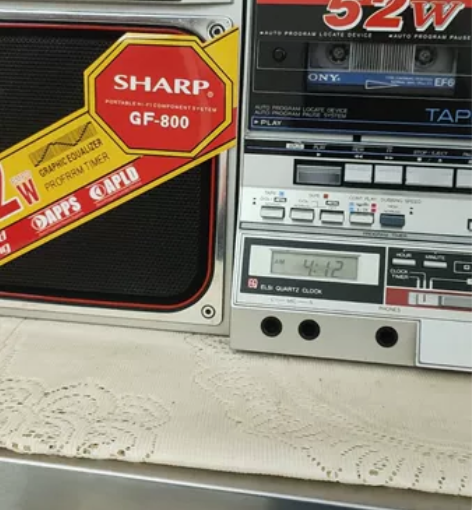 52W
AUTO PROGRAM LOCATE DEVICE
AUTO PROGRAM PAUSE
SHARP
PORTABLE HI-FI COMPONENT SYSTEM
GF-800
GRAPHIC EQUALIZER
PROGRAM TIMER
2W
APPS
APLD
ONY
EF6
AUTO PROGRAM LOCATE DEVICE
AUTO PROGRAM PAUSE SYSTEM
TAP
PLAY
HOUR
MINUTE
CLOCK
TIMER
4:12
ELSI QUARTZ CLOCK
MIC
PHONES